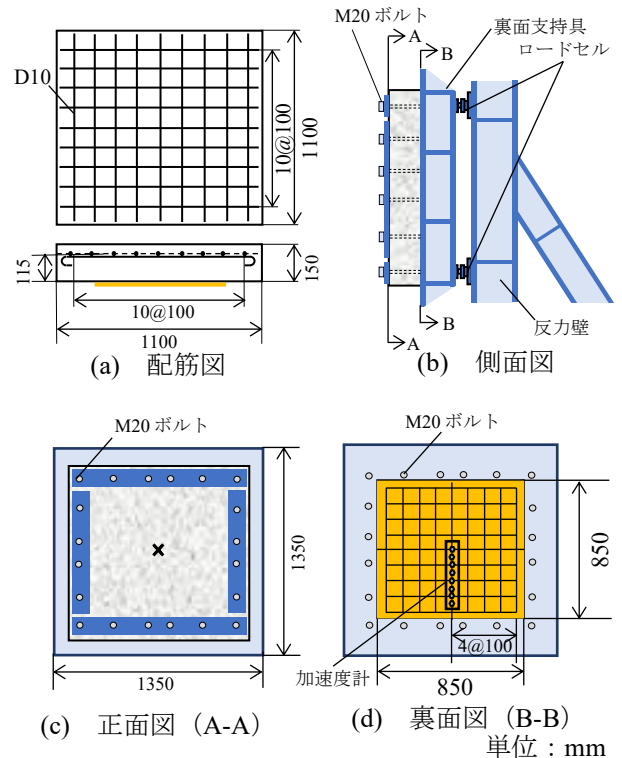 D10
10@100
1100
115
150
10@100
1100
(a) 配筋図
M20 ボルト
A
B
裏面支持具
ロードセル
B
A
反力壁
(b) 側面図
M20 ボルト
1350
1350
(c) 正面図（A-A）
M20 ボルト
850
4@100
加速度計
850
(d) 裏面図（B-B）
単位：mm